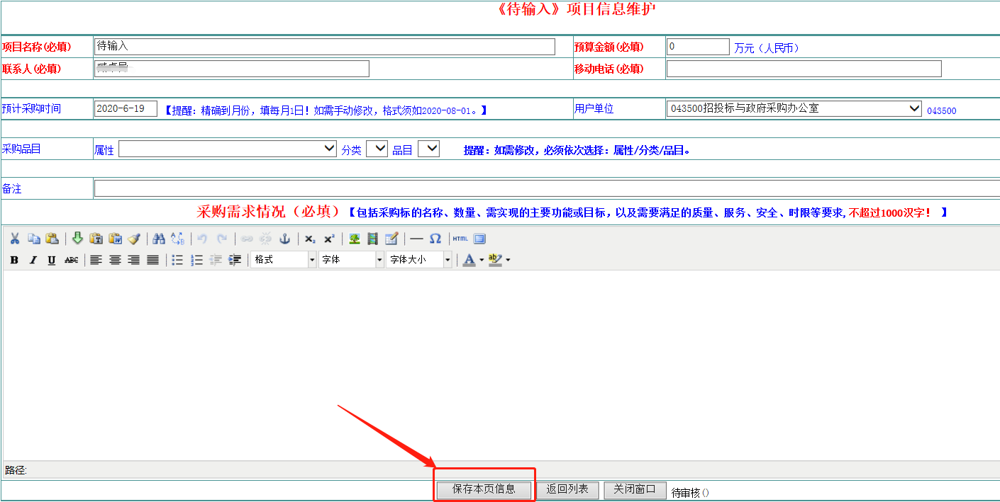 《待输入》项目信息维护
项目名称(必填) 待输入 预算金额(必填) 0 万元（人民币）
联系人(必填) 移动电话(必填)
预计采购时间 2020-6-19 【提醒：精确到月份，填每月1日！如需手动修改，格式须如2020-08-01。】 用户单位 043500招投标与政府采购办公室 043500
采购品目 属性 分类 品目 提醒：如需修改，必须依次选择：属性/分类/品目。
备注
采购需求情况（必填）【包括采购标的名称、数量、需实现的主要功能或目标，以及需要满足的质量、服务、安全、时限等要求,不超过1000汉字！ 】
HTML
B I U ABC 格式 字体 字体大小 A ab
路径:
保存本页信息 返回列表 关闭窗口 待审核()